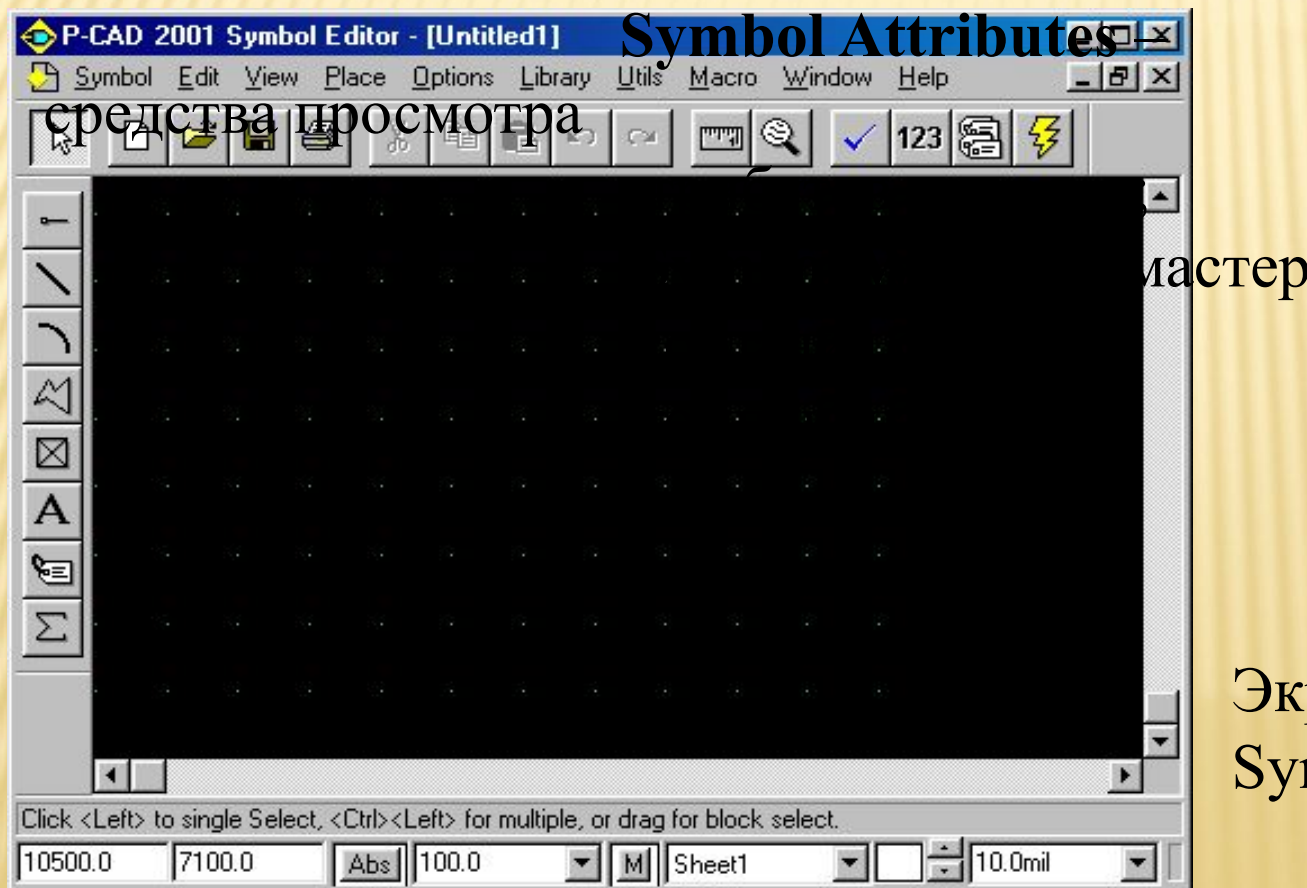 P-CAD 2001 Symbol Editor - [Untitled1]
Symbol Attributes –
Symbol Edit View Place Options Library Utils Macro Window Help
средства просмотра
123
мастер
A
Σ
Click <Left> to single Select, <Ctrl><Left> for multiple, or drag for block select.
10500.0 7100.0 Abs 100.0 M Sheet1 10.0mil